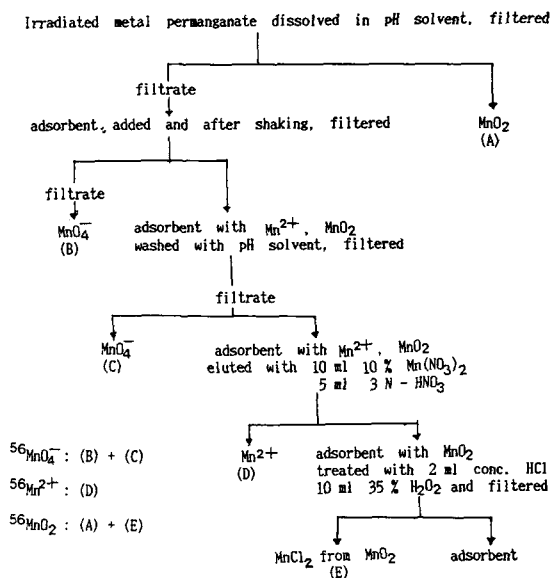 Irradiated metal permanganate dissolved in pH solvent, filtered
filtrate
adsorbent, added and after shaking, filtered
MnO2
(A)
filtrate
MnO4-
(B)
adsorbent with Mn2+, MnO2
washed with pH solvent, filtered
filtrate
MnO4-
(C)
adsorbent with Mn2+, MnO2
eluted with 10 ml 10 % Mn(NO3)2
5 ml 3 N - HNO3
Mn2+
(D)
adsorbent with MnO2
treated with 2 ml conc. HCl
10 ml 35 % H2O2 and filtered
MnCl2 from MnO2
(E)
adsorbent
56MnO4- : (B) + (C)
56Mn2+ : (D)
56MnO2 : (A) + (E)